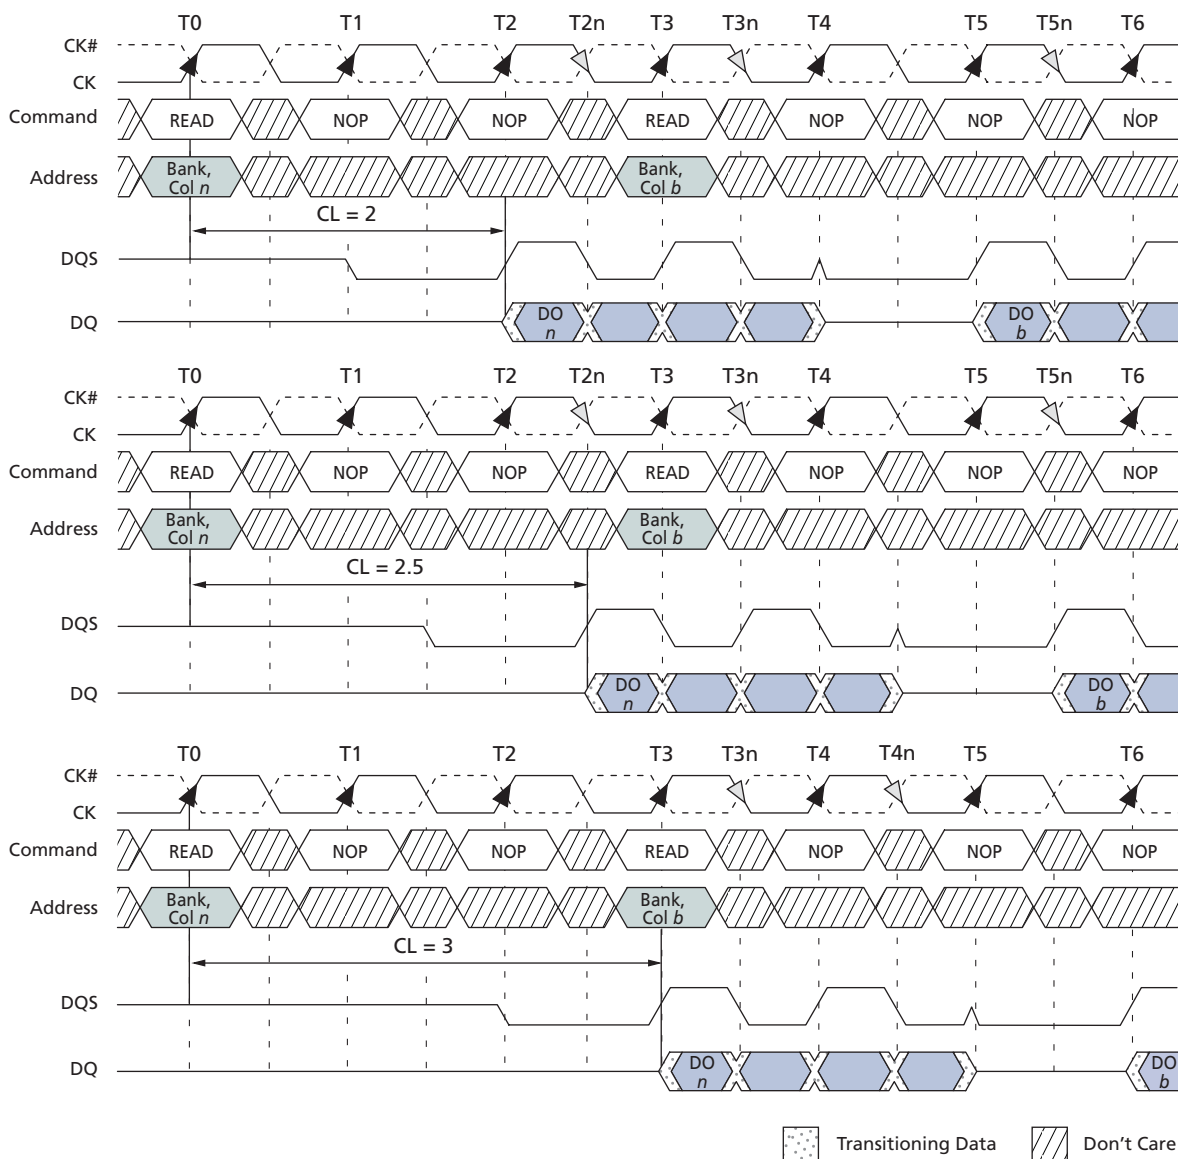 T0 T1 T2 T2n T3 T3n T4 T5 T5n T6
CK#
CK
Command READ NOP NOP READ NOP NOP NOP
Address Bank, Col n Bank, Col b
CL = 2
DQS
DQ DO n DO b
T0 T1 T2 T2n T3 T3n T4 T5 T5n T6
CK#
CK
Command READ NOP NOP READ NOP NOP NOP
Address Bank, Col n Bank, Col b
CL = 2.5
DQS
DQ DO n DO b
T0 T1 T2 T3 T3n T4 T4n T5 T6
CK#
CK
Command READ NOP NOP READ NOP NOP NOP
Address Bank, Col n Bank, Col b
CL = 3
DQS
DQ DO n DO b
Transitioning Data Don't Care